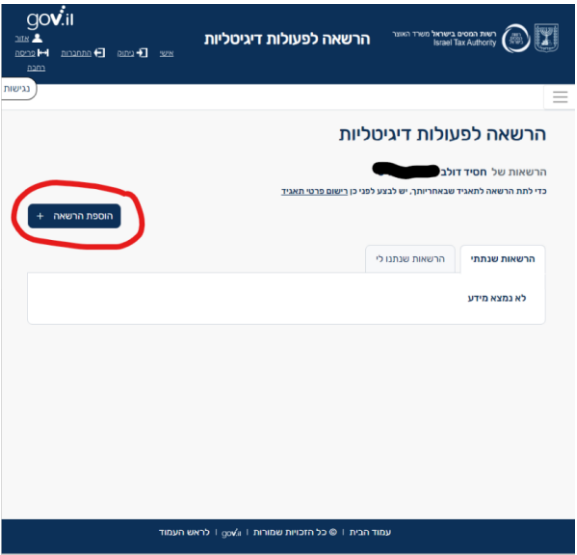 gov.il
אזור אישי
ניתוק
התחברות
פריסה רחבה
הרשאה לפעולות דיגיטליות
רשות המסים בישראל משרד האוצר
Israel Tax Authority
נגישות
הרשאה לפעולות דיגיטליות
הרשאות של חסיד דולב
כדי לתת הרשאה לתאגיד שבאחריותך, יש לבצע לפני כן רישום פרטי תאגיד
הוספת הרשאה +
הרשאות שנתתי
הרשאות שנתנו לי
לא נמצא מידע
עמוד הבית | © כל הזכויות שמורות | gov.il | לראש העמוד